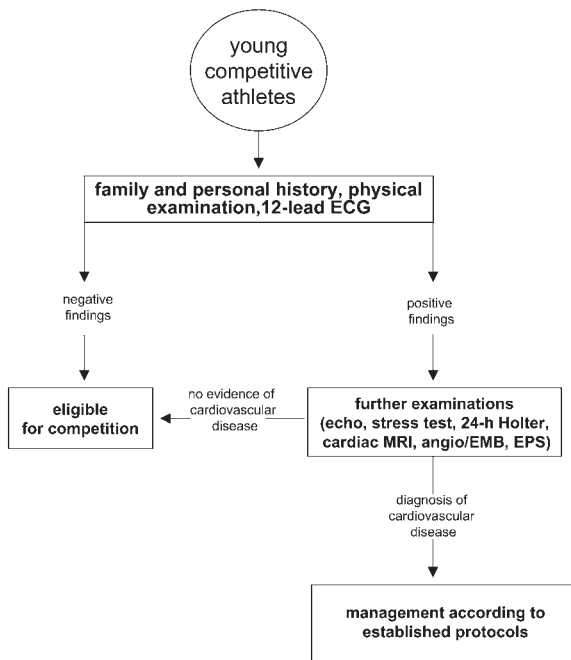 young
competitive
athletes
family and personal history, physical
examination,12-lead ECG
negative
findings
positive
findings
eligible
for competition
no evidence of
cardiovascular
disease
further examinations
(echo, stress test, 24-h Holter,
cardiac MRI, angio/EMB, EPS)
diagnosis of
cardiovascular
disease
management according to
established protocols